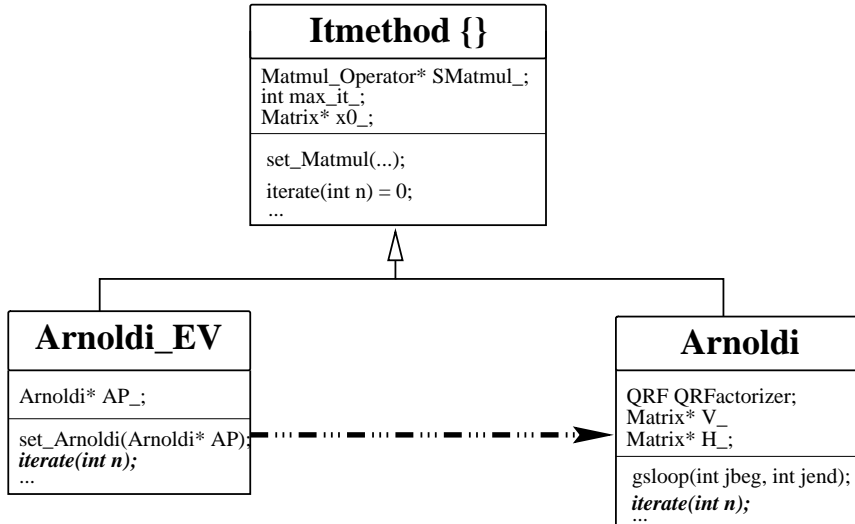 Itmethod {}
Matmul_Operator* SMatmul_;
int max_it_;
Matrix* x0_;
set_Matmul(...);
iterate(int n) = 0;
...
Arnoldi_EV
Arnoldi* AP_;
set_Arnoldi(Arnoldi* AP);
iterate(int n);
...
Arnoldi
QRF QRFactorizer;
Matrix* V_
Matrix* H_;
gsloop(int jbeg, int jend);
iterate(int n);
...